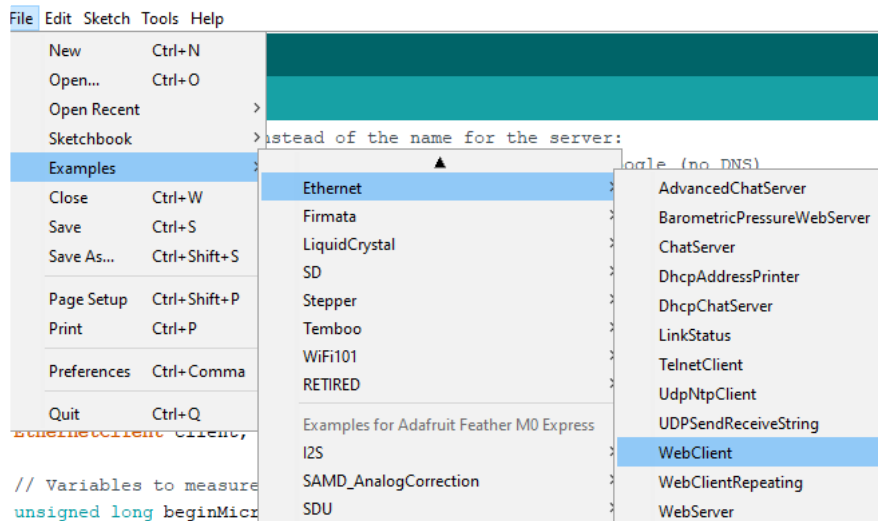 File Edit Sketch Tools Help
New Ctrl+N
Open... Ctrl+O
Open Recent
Sketchbook
Examples
Close Ctrl+W
Save Ctrl+S
Save As... Ctrl+Shift+S
Page Setup Ctrl+Shift+P
Print Ctrl+P
Preferences Ctrl+Comma
Quit Ctrl+Q
nstead of the name for the server:
ogle (no DNS)
Ethernet
Firmata
LiquidCrystal
SD
Stepper
Temboo
WiFi101
RETIRED
Examples for Adafruit Feather M0 Express
I2S
SAMD_AnalogCorrection
SDU
AdvancedChatServer
BarometricPressureWebServer
ChatServer
DhcpAddressPrinter
DhcpChatServer
LinkStatus
TelnetClient
UdpNtpClient
UDPSendReceiveString
WebClient
WebClientRepeating
WebServer
EthernetClient client;
// Variables to measure
unsigned long beginMicr